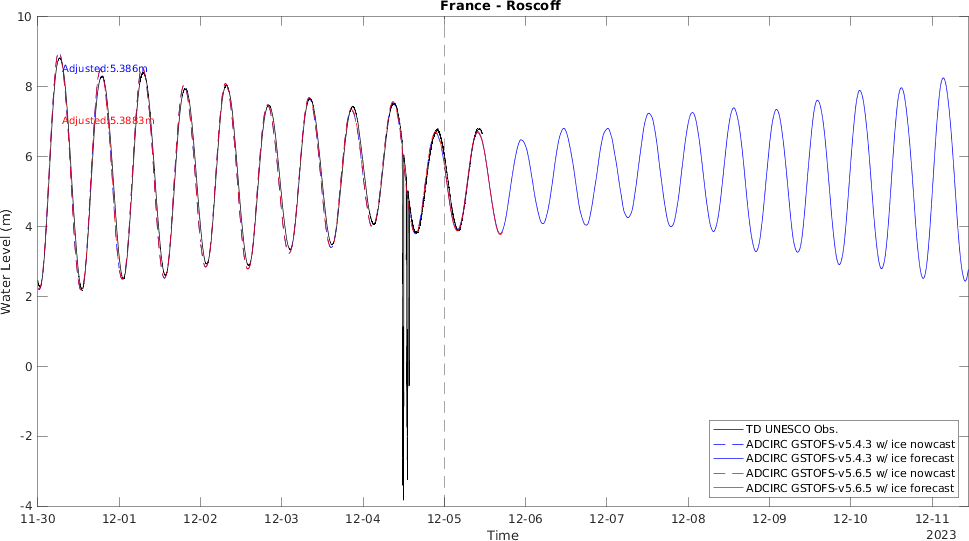 France - Roscoff
10
8
6
4
2
0
-2
-4
Water Level (m)
Adjusted:5.386m
Adjusted:5.3883m
TD UNESCO Obs.
ADCIRC GSTOFS-v5.4.3 w/ ice nowcast
ADCIRC GSTOFS-v5.4.3 w/ ice forecast
ADCIRC GSTOFS-v5.6.5 w/ ice nowcast
ADCIRC GSTOFS-v5.6.5 w/ ice forecast
11-30 12-01 12-02 12-03 12-04 12-05 12-06 12-07 12-08 12-09 12-10 12-11
2023
Time